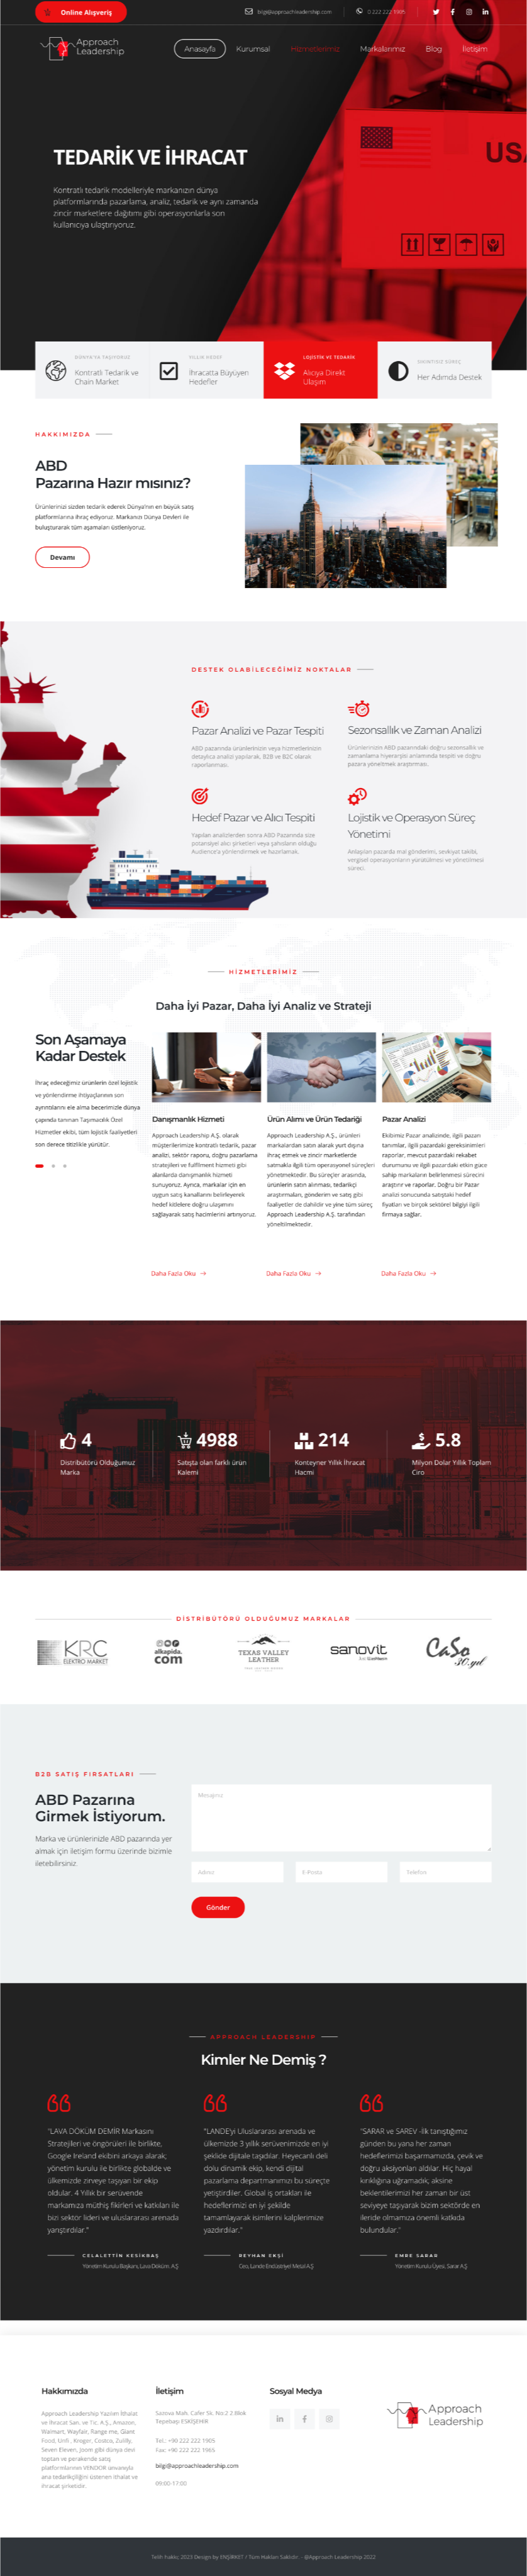 Online Alışveriş
bilgi@approachleadership.com
0 222 222 1905
Approach
Leadership
Anasayfa
Kurumsal
Hizmetlerimiz
Markalarımız
Blog
İletişim
US
TEDARİK VE İHRACAT
Kontratlı tedarik modelleriyle markanızın dünya
platformlarında pazarlama, analiz, tedarik ve aynı zamanda
zincir marketlere dağıtımı gibi operasyonlarla son
kullanıcıya ulaştırıyoruz.
DÜNYA'YA TAŞIYORUZ
Kontratlı Tedarik ve
Chain Market
YILLIK HEDEF
İhracatta Büyüyen
Hedefler
LOJİSTİK VE TEDARİK
Alıcıya Direkt
Ulaşım
Her Adımda Destek
HAKKIMIZDA
ABD
Pazarına Hazır mısınız?
Ürünlerinizi sizden tedarik ederek Dünya'nın en büyük satış
platformlarına ihraç ediyoruz. Markanızı Dünya Devleri ile
buluşturarak tüm aşamaları üstleniyoruz.
Devamı
DESTEK OLABİLECEĞİMİZ NOKTALAR
Pazar Analizi ve Pazar Tespiti
ABD pazarında ürünlerinizin veya hizmetlerinizin
detaylıca analizi yapılarak, B2B ve B2C olarak
raporlanması.
Sezonsallık ve Zaman Analizi
Ürünlerinizin ABD pazarındaki doğru sezonsallık ve
zamanlama hiyerarşisi anlamında tespiti ve doğru
pazara yöneltmek araştırması.
Hedef Pazar ve Alıcı Tespiti
Yapılan analizlerden sonra ABD Pazarında size
potansiyel alıcı şirketleri veya şahısların olduğu
Audience'a yönlendirmek ve hazırlamak.
Lojistik ve Operasyon Süreç
Yönetimi
Anlaşılan pazarda mal gönderimi, sevkiyat takibi,
vergisel operasyonların yürütülmesi ve yönetilmesi
süreci.
HİZMETLERİMİZ
Daha İyi Pazar, Daha İyi Analiz ve Strateji
Son Aşamaya
Kadar Destek
İhraç edeceğimiz ürünlerin özel lojistik
ve yönlendirme ihtiyaçlarının son
ayrıntılarını ele alma becerimizle dünya
çapında tanınan Taşımacılık Özel
Hizmetler ekibi, tüm lojistik faaliyetleri
son derece titizlikle yürütür.
Danışmanlık Hizmeti
Approach Leadership A.Ş. olarak
müşterilerimize kontratlı tedarik, pazar
analizi, sektör raporu, doğru pazarlama
stratejileri ve fulfilment hizmeti gibi
alanlarda danışmanlık hizmeti
sunuyoruz. Ayrıca, markalar için en
uygun satış kanallarını belirleyerek
hedef kitlelere doğru ulaşımını
sağlayarak satış hacimlerini artırıyoruz.
Daha Fazla Oku
Ürün Alımı ve Ürün Tedariği
Approach Leadership A.Ş., ürünleri
markalardan satın alarak yurt dışına
ihraç etmek ve zincir marketlerde
satmakla ilgili tüm operasyonel süreçleri
yönetmektedir. Bu süreçler arasında,
ürünlerin satın alınması, tedarikçi
araştırmaları, gönderim ve satış gibi
faaliyetler de dahildir ve yine tüm süreç
Approach Leadership A.Ş. tarafından
yöneltilmektedir.
Daha Fazla Oku
Pazar Analizi
Ekibimiz Pazar analizinde, ilgili pazarı
tanımlar, ilgili pazardaki gereksinimleri
raporlar, mevcut pazardaki rekabet
durumunu ve ilgili pazardaki etkin güce
sahip markaların belirlenmesini
araştırır ve raporlar. Doğru bir Pazar
analizi sonucunda satıştaki hedef
fiyatları ve birçok sektörel bilgiyi ilgili
firmaya sağlar.
Daha Fazla Oku
4
Distribütörü Olduğumuz
Marka
4988
Satışta olan farklı ürün
Kalemi
214
Konteyner Yıllık İhracat
Hacmi
5.8
Milyon Dolar Yıllık Toplam
Ciro
DİSTRİBÜTÖRÜ OLDUĞUMUZ MARKALAR
KRC
ELEKTRO MARKET
alkapida.
com
TEXAS VALLEY
LEATHER
sanovit
CaSo
30.yıl
B2B SATIŞ FIRSATLARI
ABD Pazarına
Girmek İstiyorum.
Marka ve ürünlerinizle ABD pazarında yer
almak için iletişim formu üzerinde bizimle
iletebilirsiniz.
Mesajınız
Adınız
E-Posta
Telefon
Gönder
APPROACH LEADERSHIP
Kimler Ne Demiş ?
"LAVA DÖKÜM DEMİR Markasını
Stratejileri ve öngörüleri ile birlikte,
Google Ireland ekibini arkaya alarak;
yönetim kurulu ile birlikte globalde ve
ülkemizde zirveye taşıyan bir ekip
oldular. 4 Yıllık bir serüvende
markamıza müthiş fikirleri ve katkıları ile
bizi sektör lideri ve uluslararası arenada
yarıştırdılar."
CELALETTİN KESİKBAŞ
Yönetim Kurulu Başkanı, Lava Döküm. A.Ş
"LANDE'yi Uluslararası arenada ve
ülkemizde 3 yıllık serüvenimizde en iyi
şekilde dijitale taşıdılar. Heyecanlı deli
dolu dinamik ekip, kendi dijital
pazarlama departmanımızı bu süreçte
yetiştirdiler. Global iş ortakları ile
hedeflerimizi en iyi şekilde
tamamlayarak isimlerini kalplerimize
yazdırdılar."
REYHAN EKŞİ
Ceo, Lande Endüstriyel Metal A.Ş
"SARAR ve SAREV -ilk tanıştığımız
günden bu yana her zaman
hedeflerimizi başarmamızda, çevik ve
doğru aksiyonları aldılar. Hiç hayal
kırıklığına uğramadık, aksine
beklentilerimizi her zaman bir üst
seviyeye taşıyarak bizim sektörde en
ileride olmamıza önemli katkıda
bulundular."
EMRE SARAR
Yönetim Kurulu Üyesi, Sarar A.Ş
Hakkımızda
Approach Leadership Yazılım İthalat
ve İhracat San. ve Tic. A.Ş., Amazon,
Walmart, Wayfair, Range me, Giant
Food, Unfi , Kroger, Costco, Zulilly,
Seven Eleven, Joom gibi dünya devi
toptan ve perakende satış
platformlarının VENDOR ünvanıyla
ana tedarikçiliğini üstlenen ithalat ve
ihracat şirketidir.
İletişim
Sazova Mah. Cafer Sk. No:2 Z Blok
Tepebaşı ESKİŞEHİR
Tel.: +90 222 222 1905
Fax: +90 222 222 1965
bilgi@approachleadership.com
09:00-17:00
Sosyal Medya
Approach
Leadership
Telif hakkı; 2023 Design by ENŞİRKET / Tüm Hakları Saklıdır. - @Approach Leadership 2022